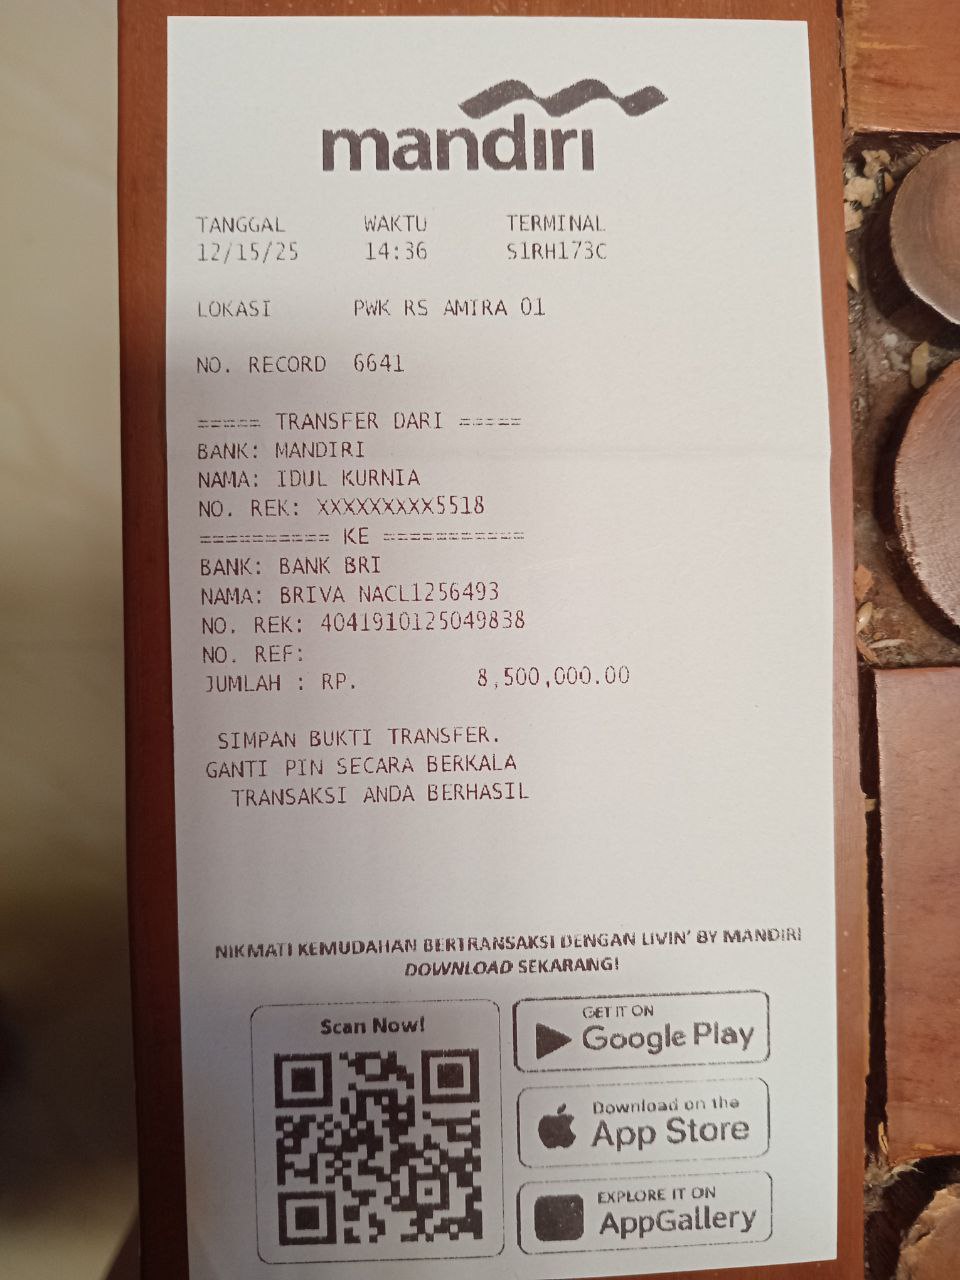 mandiri
TANGGAL WAKTU TERMINAL
12/15/25 14:36 S1RH173C
LOKASI PWK RS AMIRA 01
NO. RECORD 6641
===== TRANSFER DARI =====
BANK: MANDIRI
NAMA: IDUL KURNIA
NO. REK: XXXXXXXXX5518
========== KE ===========
BANK: BANK BRI
NAMA: BRIVA NACL1256493
NO. REK: 4041910125049838
NO. REF:
JUMLAH : RP. 8,500,000.00
SIMPAN BUKTI TRANSFER.
GANTI PIN SECARA BERKALA
TRANSAKSI ANDA BERHASIL
NIKMATI KEMUDAHAN BERTRANSAKSI DENGAN LIVIN' BY MANDIRI
DOWNLOAD SEKARANG!
Scan Now!
GET IT ON
Google Play
Download on the
App Store
EXPLORE IT ON
AppGallery